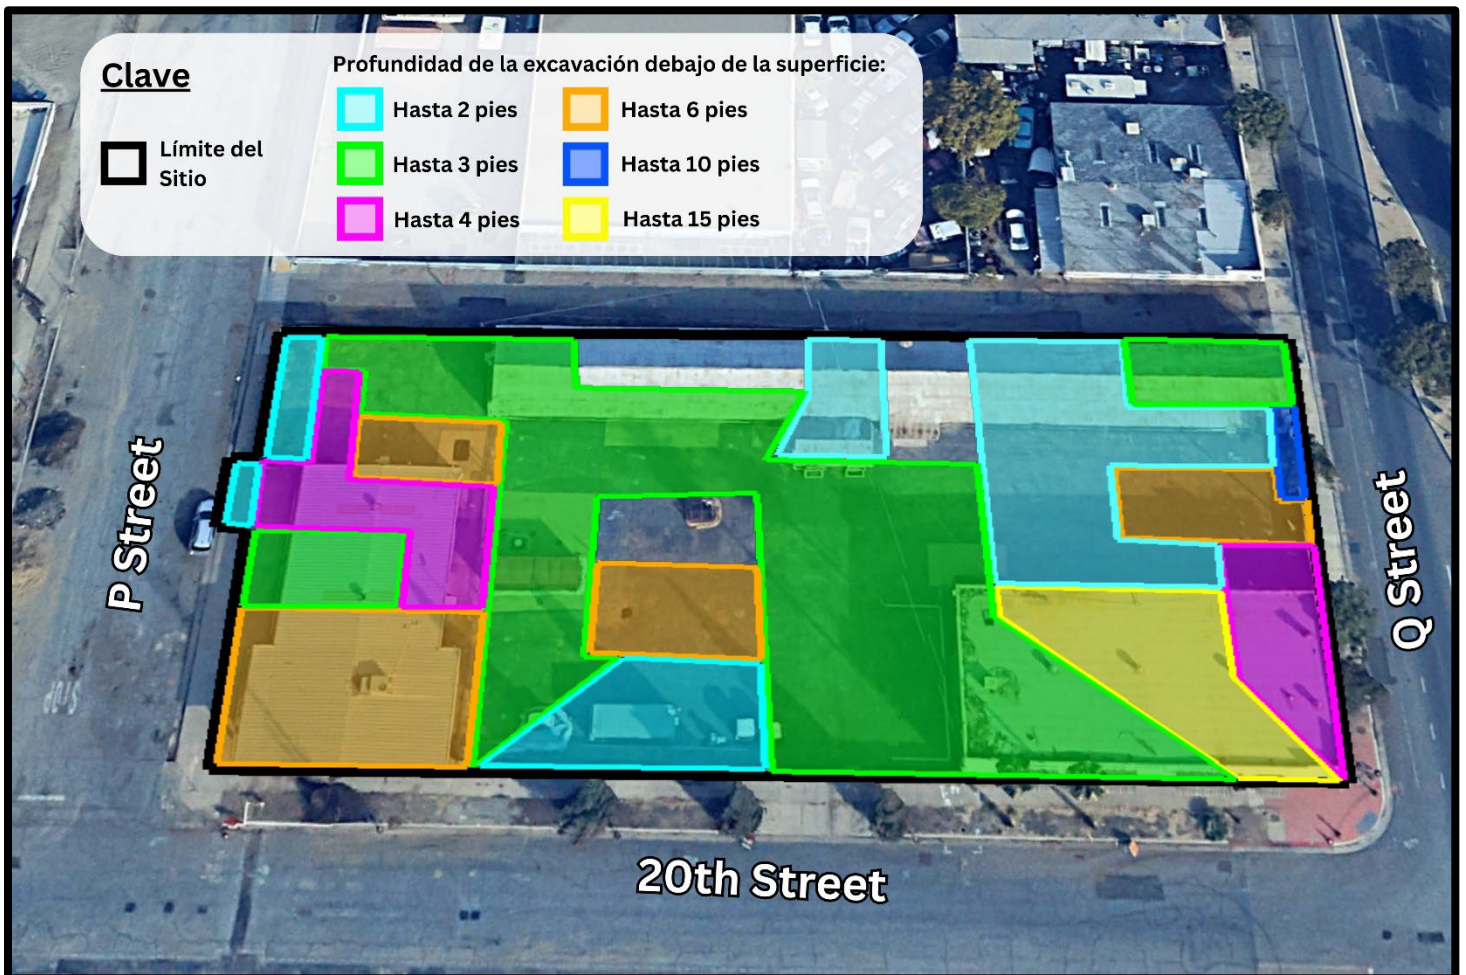 Clave
Límite del
Sitio
Profundidad de la excavación debajo de la superficie:
Hasta 2 pies
Hasta 3 pies
Hasta 4 pies
Hasta 6 pies
Hasta 10 pies
Hasta 15 pies
P Street
Q Street
20th Street